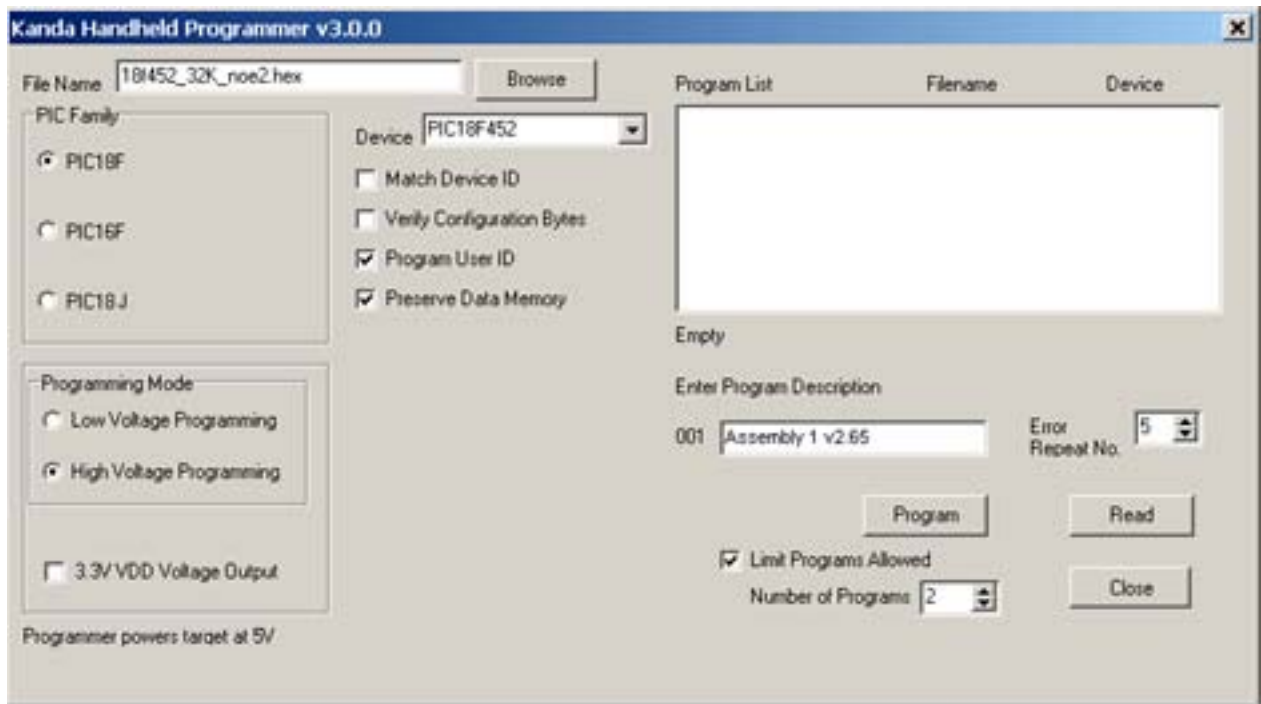 Kanda Handheld Programmer v3.0.0
File Name 18f452_32K_noe2.hex Browse
PIC Family
PIC18F
PIC16F
PIC18J
Device PIC18F452
Match Device ID
Verify Configuration Bytes
Program User ID
Preserve Data Memory
Programming Mode
Low Voltage Programming
High Voltage Programming
3.3V VDD Voltage Output
Programmer powers target at 5V
Program List Filename Device
Empty
Enter Program Description
001 Assembly 1 v2.65
Error
Repeat No. 5
Program Read
Limit Programs Allowed
Number of Programs 2
Close